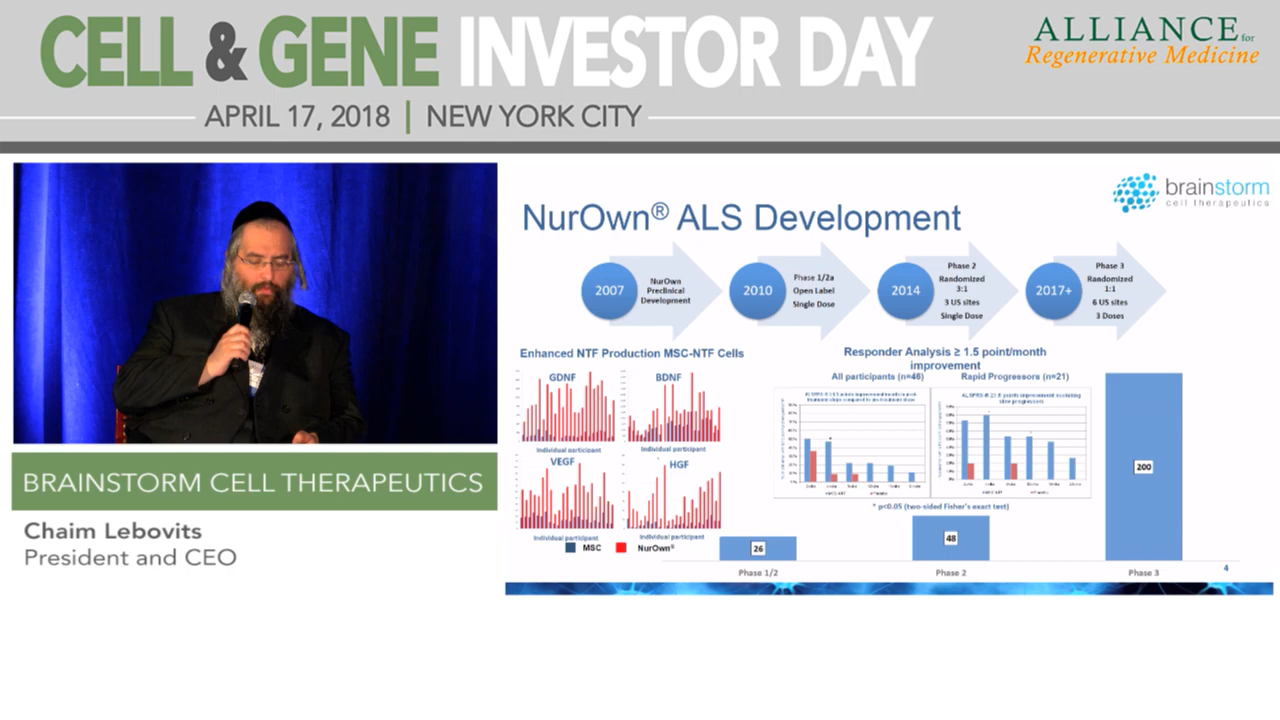 CELL & GENE INVESTOR DAY
APRIL 17, 2018 | NEW YORK CITY
ALLIANCE for
Regenerative Medicine
BRAINSTORM CELL THERAPEUTICS
Chaim Lebovits
President and CEO
brainstorm
cell therapeutics
NurOwn® ALS Development
2007
NurOwn
Preclinical
Development
2010
Phase 1/2a
Open Label
Single Dose
2014
Phase 2
Randomized
3:1
3 US sites
Single Dose
2017+
Phase 3
Randomized
1:1
6 US sites
3 Doses
Enhanced NTF Production MSC-NTF Cells
GDNF
BDNF
Individual participant
Individual participant
VEGF
HGF
Individual participant
Individual participant
MSC
NurOwn®
Responder Analysis ≥ 1.5 point/month
improvement
All participants (n=46)
Rapid Progressors (n=21)
* p<0.05 (two-sided Fisher's exact test)
26
48
200
Phase 1/2
Phase 2
Phase 3
4